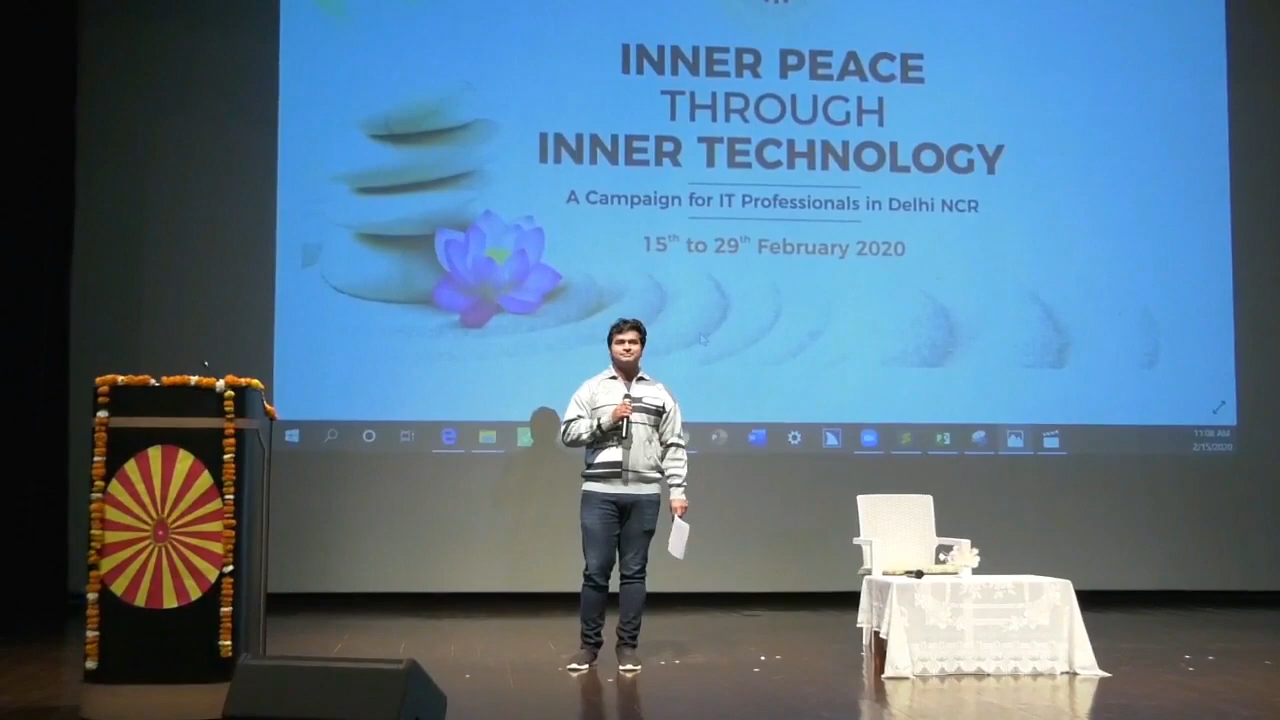 INNER PEACE
THROUGH
INNER TECHNOLOGY
A Campaign for IT Professionals in Delhi NCR
15th to 29th February 2020
11:08 AM
2/15/2020